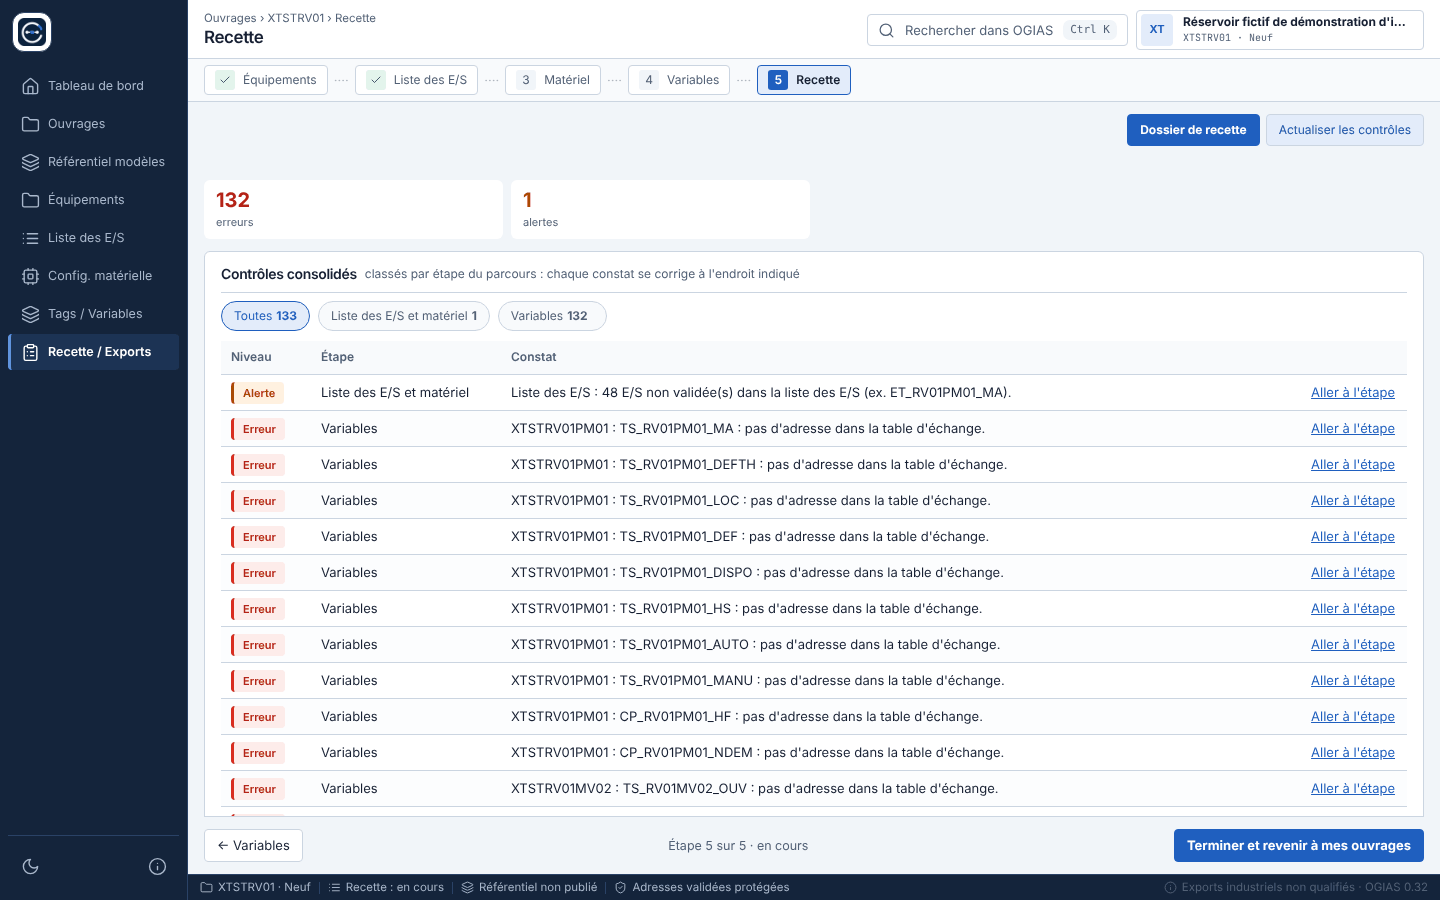 Tableau de bord
Ouvrages
Référentiel modèles
Équipements
Liste des E/S
Config. matérielle
Tags / Variables
Recette / Exports
Ouvrages › XTSTRV01 › Recette
Recette
Rechercher dans OGIAS Ctrl K
XT Réservoir fictif de démonstration d'i...
XTSTRV01 · Neuf
Équipements
Liste des E/S
3 Matériel
4 Variables
5 Recette
Dossier de recette Actualiser les contrôles
132
erreurs
1
alertes
Contrôles consolidés classés par étape du parcours : chaque constat se corrige à l'endroit indiqué
Toutes 133 Liste des E/S et matériel 1 Variables 132
Niveau Étape Constat
Alerte Liste des E/S et matériel Liste des E/S : 48 E/S non validée(s) dans la liste des E/S (ex. ET_RV01PM01_MA). Aller à l'étape
Erreur Variables XTSTRV01PM01 : TS_RV01PM01_MA : pas d'adresse dans la table d'échange. Aller à l'étape
Erreur Variables XTSTRV01PM01 : TS_RV01PM01_DEFTH : pas d'adresse dans la table d'échange. Aller à l'étape
Erreur Variables XTSTRV01PM01 : TS_RV01PM01_LOC : pas d'adresse dans la table d'échange. Aller à l'étape
Erreur Variables XTSTRV01PM01 : TS_RV01PM01_DEF : pas d'adresse dans la table d'échange. Aller à l'étape
Erreur Variables XTSTRV01PM01 : TS_RV01PM01_DISPO : pas d'adresse dans la table d'échange. Aller à l'étape
Erreur Variables XTSTRV01PM01 : TS_RV01PM01_HS : pas d'adresse dans la table d'échange. Aller à l'étape
Erreur Variables XTSTRV01PM01 : TS_RV01PM01_AUTO : pas d'adresse dans la table d'échange. Aller à l'étape
Erreur Variables XTSTRV01PM01 : TS_RV01PM01_MANU : pas d'adresse dans la table d'échange. Aller à l'étape
Erreur Variables XTSTRV01PM01 : CP_RV01PM01_HF : pas d'adresse dans la table d'échange. Aller à l'étape
Erreur Variables XTSTRV01PM01 : CP_RV01PM01_NDEM : pas d'adresse dans la table d'échange. Aller à l'étape
Erreur Variables XTSTRV01MV02 : TS_RV01MV02_OUV : pas d'adresse dans la table d'échange. Aller à l'étape
← Variables Étape 5 sur 5 · en cours Terminer et revenir à mes ouvrages
XTSTRV01 · Neuf Recette : en cours Référentiel non publié Adresses validées protégées Exports industriels non qualifiés · OGIAS 0.32